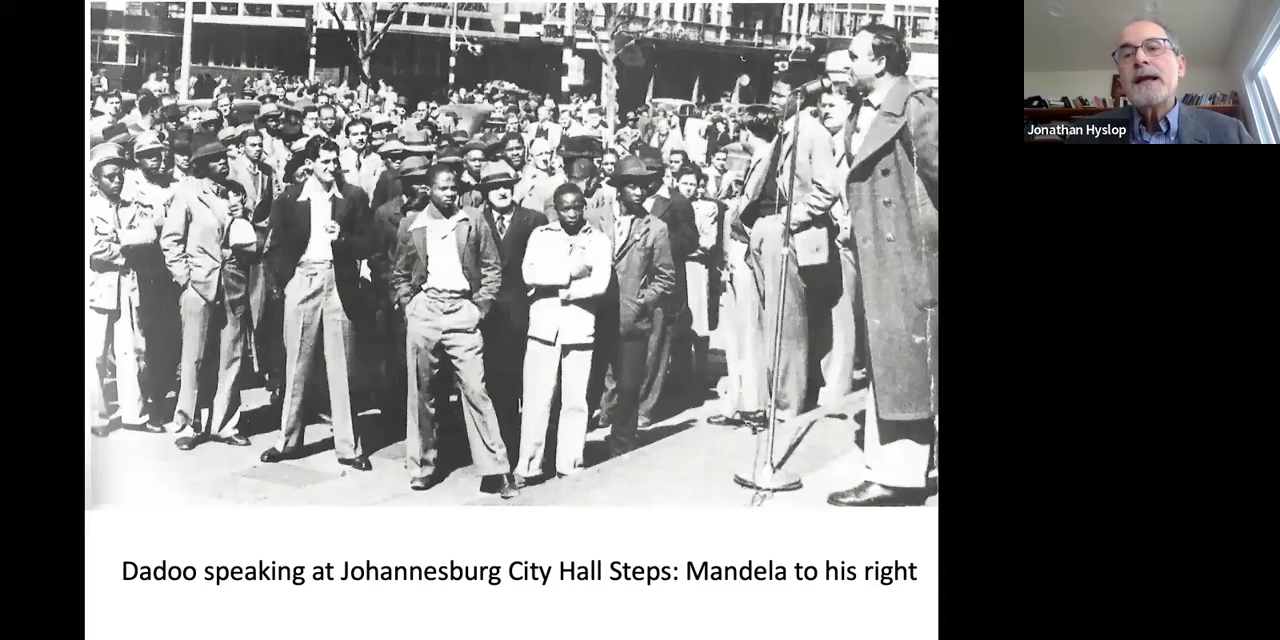 Jonathan Hyslop
Dadoo speaking at Johannesburg City Hall Steps: Mandela to his right